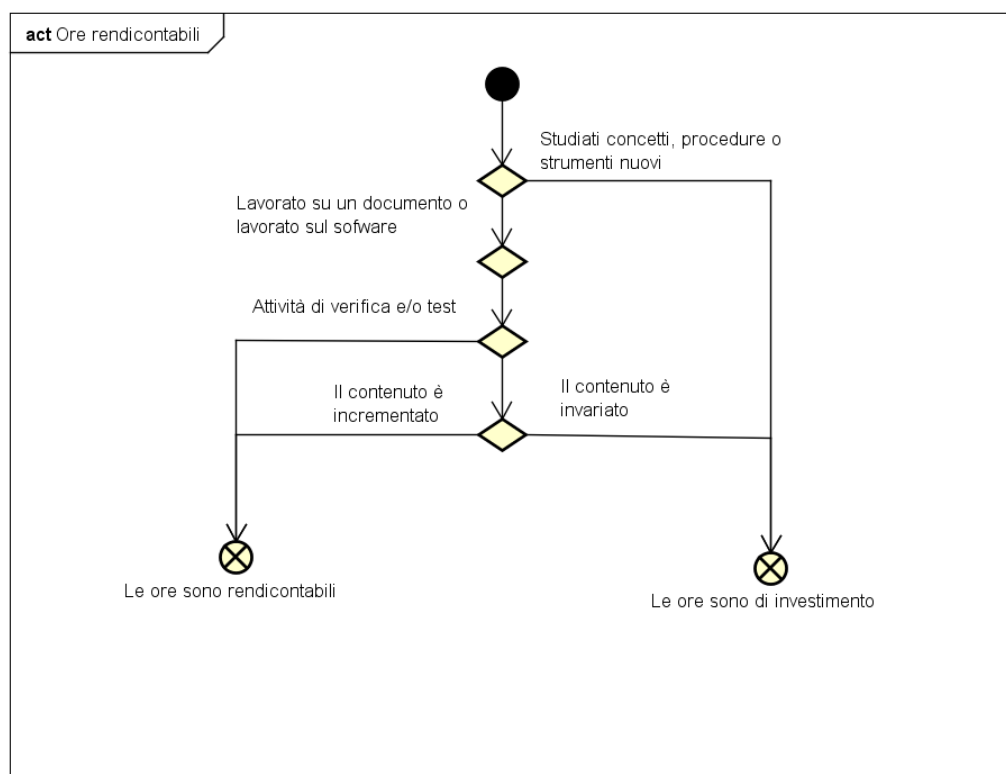 act Ore rendicontabili
Studiati concetti, procedure o
strumenti nuovi
Lavorato su un documento o
lavorato sul sofware
Attività di verifica e/o test
Il contenuto è
incrementato
Il contenuto è
invariato
Le ore sono rendicontabili
Le ore sono di investimento